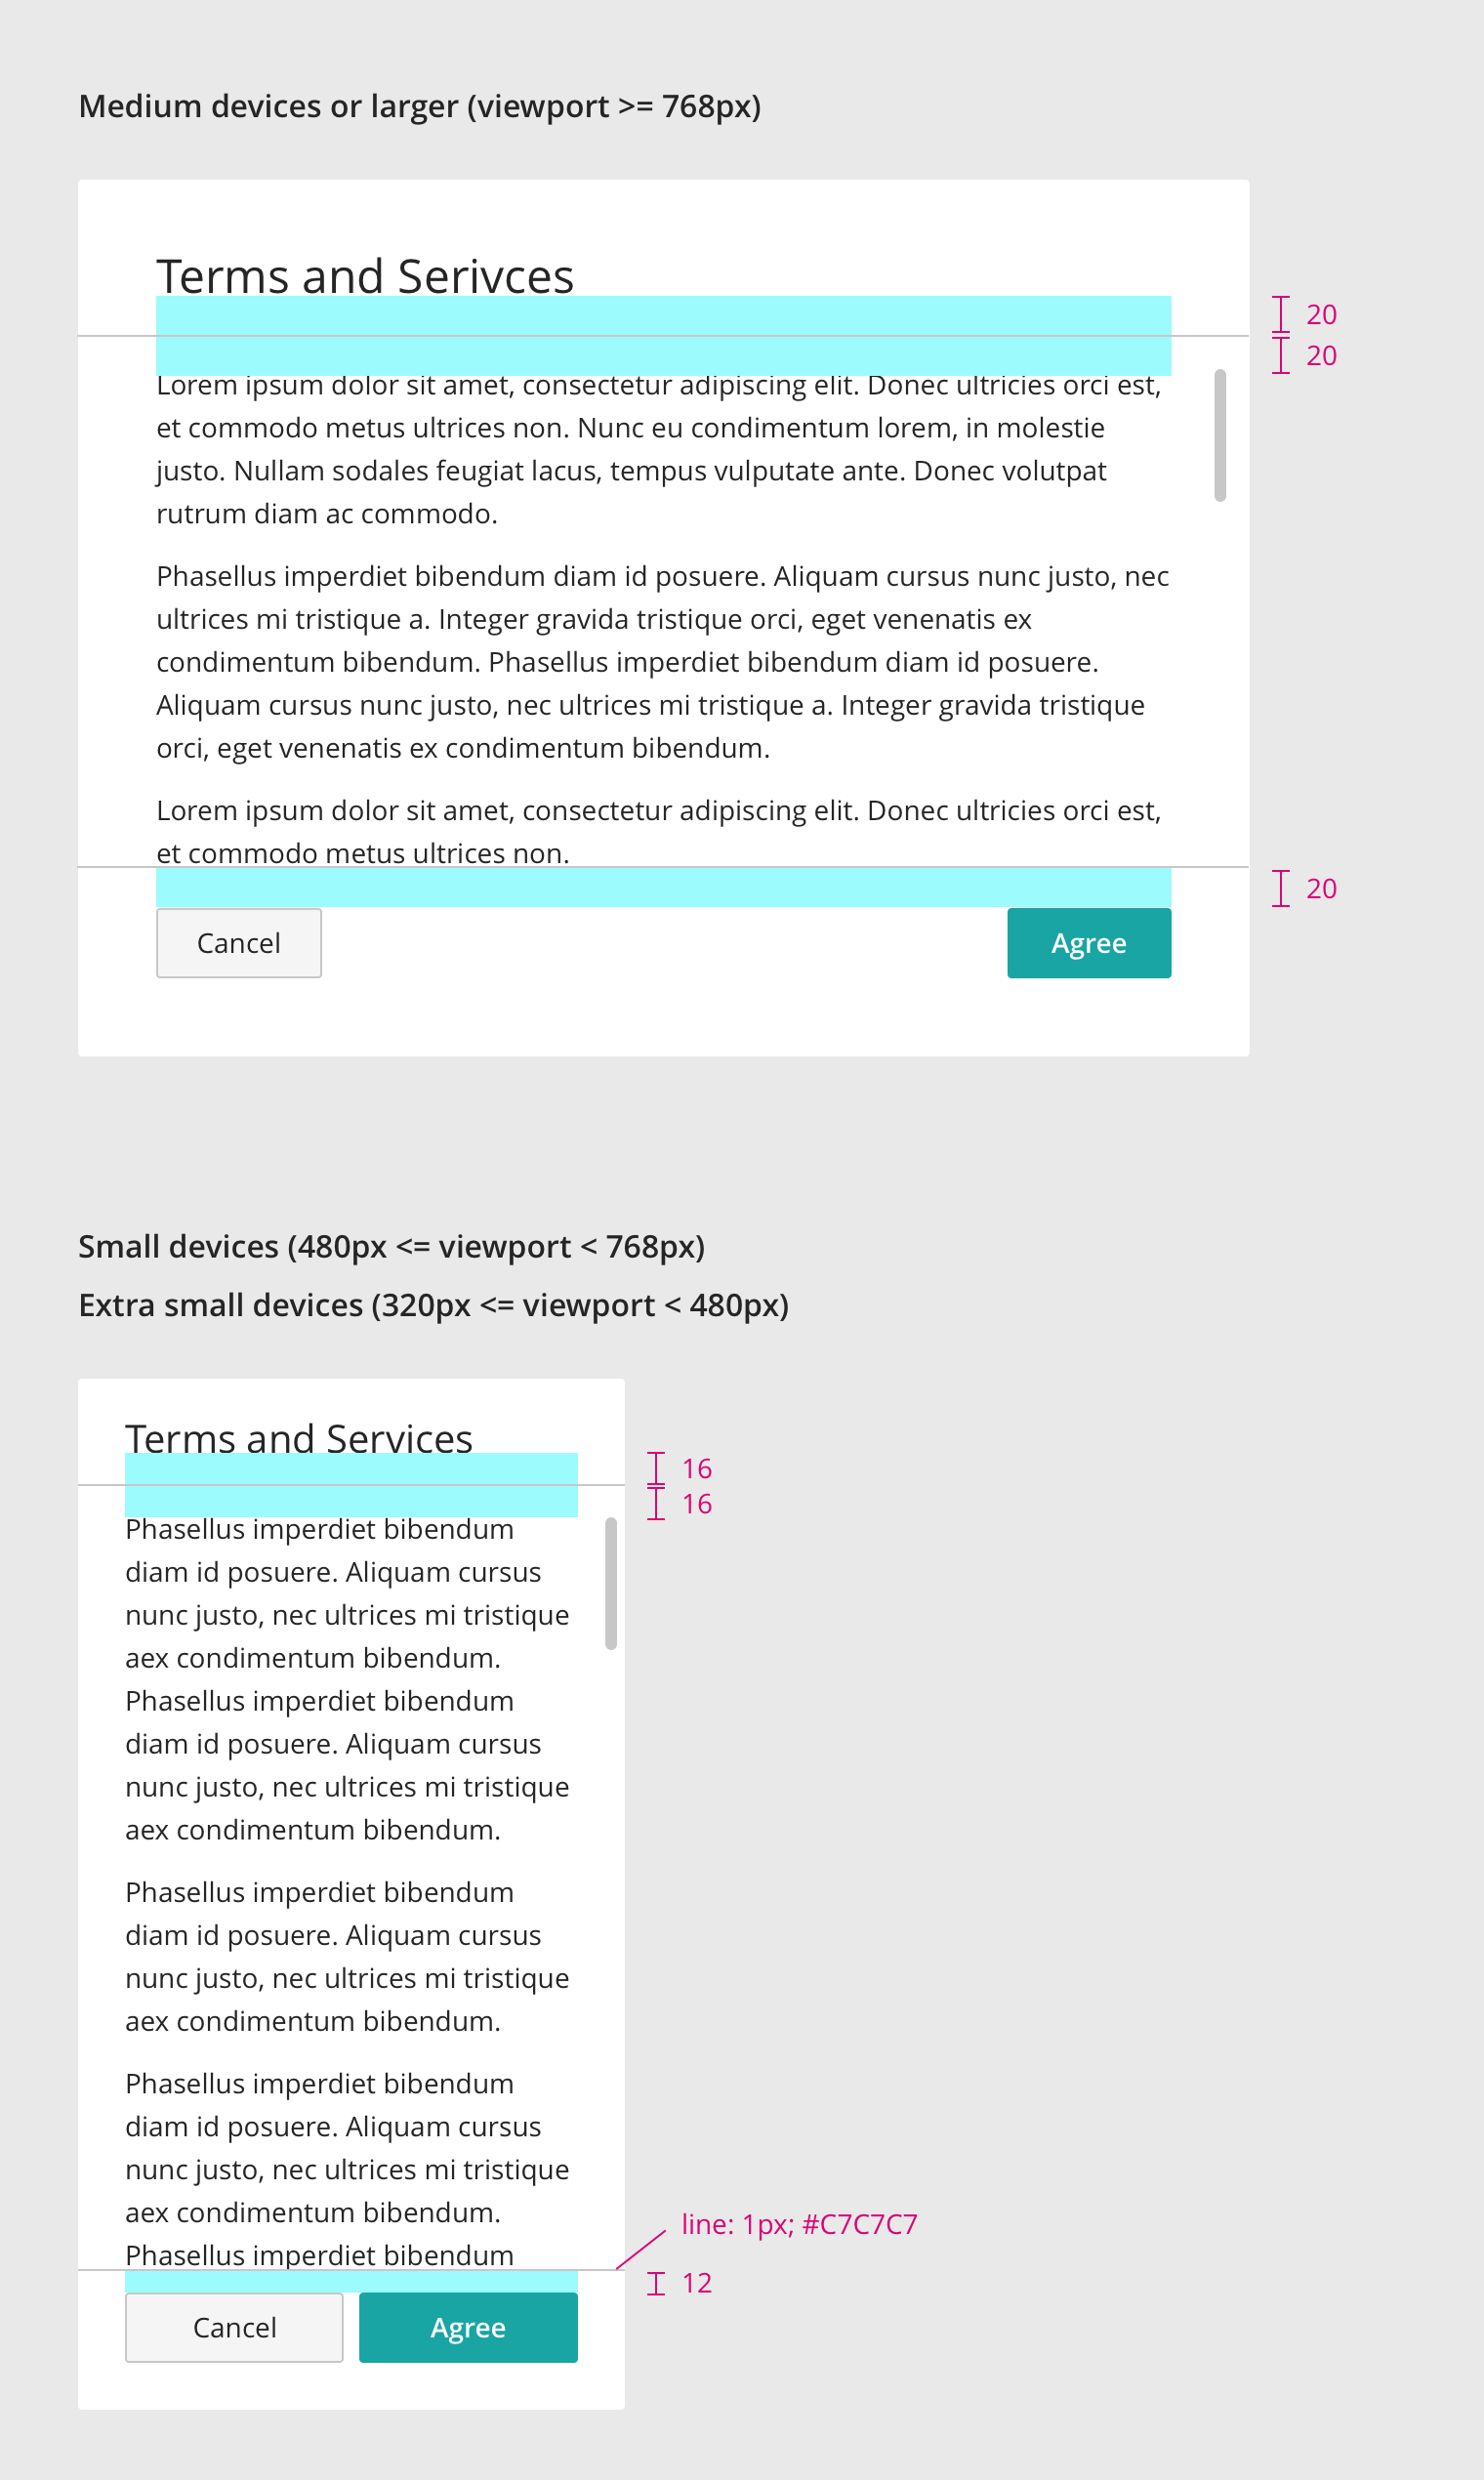 Medium devices or larger (viewport >= 768px)
Terms and Serivces
20
20
Lorem ipsum dolor sit amet, consectetur adipiscing elit. Donec ultricies orci est,
et commodo metus ultrices non. Nunc eu condimentum lorem, in molestie
justo. Nullam sodales feugiat lacus, tempus vulputate ante. Donec volutpat
rutrum diam ac commodo.
Phasellus imperdiet bibendum diam id posuere. Aliquam cursus nunc justo, nec
ultrices mi tristique a. Integer gravida tristique orci, eget venenatis ex
condimentum bibendum. Phasellus imperdiet bibendum diam id posuere.
Aliquam cursus nunc justo, nec ultrices mi tristique a. Integer gravida tristique
orci, eget venenatis ex condimentum bibendum.
Lorem ipsum dolor sit amet, consectetur adipiscing elit. Donec ultricies orci est,
et commodo metus ultrices non.
20
Cancel
Agree
Small devices (480px <= viewport < 768px)
Extra small devices (320px <= viewport < 480px)
Terms and Services
16
16
Phasellus imperdiet bibendum
diam id posuere. Aliquam cursus
nunc justo, nec ultrices mi tristique
aex condimentum bibendum.
Phasellus imperdiet bibendum
diam id posuere. Aliquam cursus
nunc justo, nec ultrices mi tristique
aex condimentum bibendum.
Phasellus imperdiet bibendum
diam id posuere. Aliquam cursus
nunc justo, nec ultrices mi tristique
aex condimentum bibendum.
Phasellus imperdiet bibendum
diam id posuere. Aliquam cursus
nunc justo, nec ultrices mi tristique
aex condimentum bibendum.
Phasellus imperdiet bibendum
line: 1px; #C7C7C7
12
Cancel
Agree